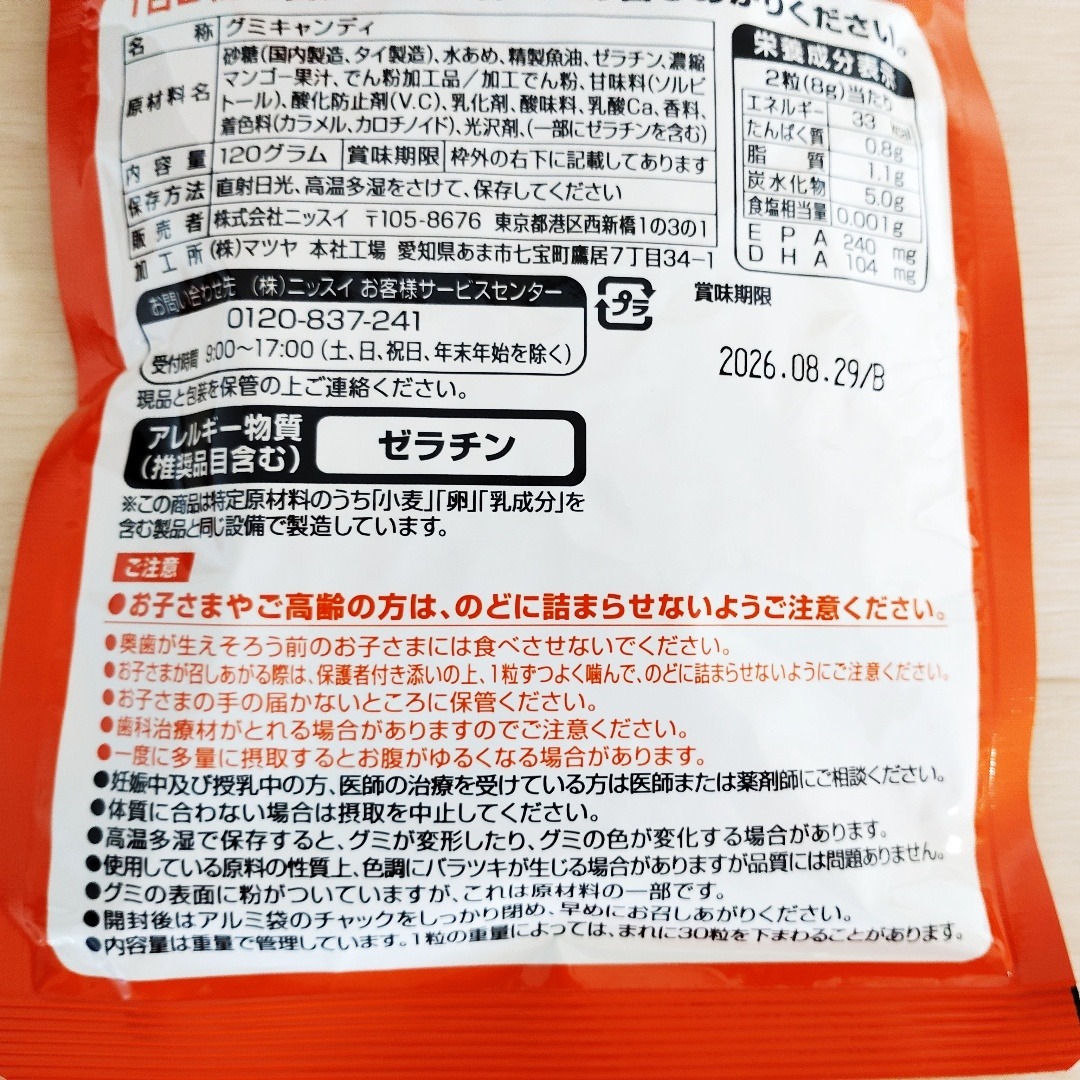 ください。
名称 グミキャンディ
原材料名 砂糖(国内製造、タイ製造)、水あめ、精製魚油、ゼラチン、濃縮
マンゴー果汁、でん粉加工品/加工でん粉、甘味料(ソルビ
トール)、酸化防止剤(V.C)、乳化剤、酸味料、乳酸Ca、香料、
着色料(カラメル、カロチノイド)、光沢剤、(一部にゼラチンを含む)
内容量 120グラム 賞味期限 枠外の右下に記載してあります
保存方法 直射日光、高温多湿をさけて、保存してください
販売者 株式会社ニッスイ 〒105-8676 東京都港区西新橋1の3の1
加工所 (株)マツヤ 本社工場 愛知県あま市七宝町鷹居7丁目34-1
栄養成分表示
2粒(8g)当たり
エネルギー 33 kcal
たんぱく質 0.8g
脂質 1.1g
炭水化物 5.0g
食塩相当量 0.001g
EPA 240 mg
DHA 104 mg
お問い合わせ先 (株)ニッスイ お客様サービスセンター
0120-837-241
受付時間 9:00~17:00(土、日、祝日、年末年始を除く)
現品と包装を保管の上ご連絡ください。
プラ
賞味期限
2026.08.29/B
アレルギー物質
(推奨品目含む)
ゼラチン
※この商品は特定原材料のうち「小麦」「卵」「乳成分」を
含む製品と同じ設備で製造しています。
ご注意
●お子さまやご高齢の方は、のどに詰まらせないようご注意ください。
●奥歯が生えそろう前のお子さまには食べさせないでください。
●お子さまが召しあがる際は、保護者付き添いの上、1粒ずつよく噛んで、のどに詰まらせないようにご注意ください。
●お子さまの手の届かないところに保管ください。
●歯科治療材がとれる場合がありますのでご注意ください。
●一度に多量に摂取するとお腹がゆるくなる場合があります。
●妊娠中及び授乳中の方、医師の治療を受けている方は医師または薬剤師にご相談ください。
●体質に合わない場合は摂取を中止してください。
●高温多湿で保存すると、グミが変形したり、グミの色が変化する場合があります。
●使用している原料の性質上、色調にバラツキが生じる場合がありますが品質には問題ありません。
●グミの表面に粉がついていますが、これは原材料の一部です。
●開封後はアルミ袋のチャックをしっかり閉め、早めにお召しあがりください。
●内容量は重量で管理しています。1粒の重量によっては、まれに30粒を下まわることがあります。